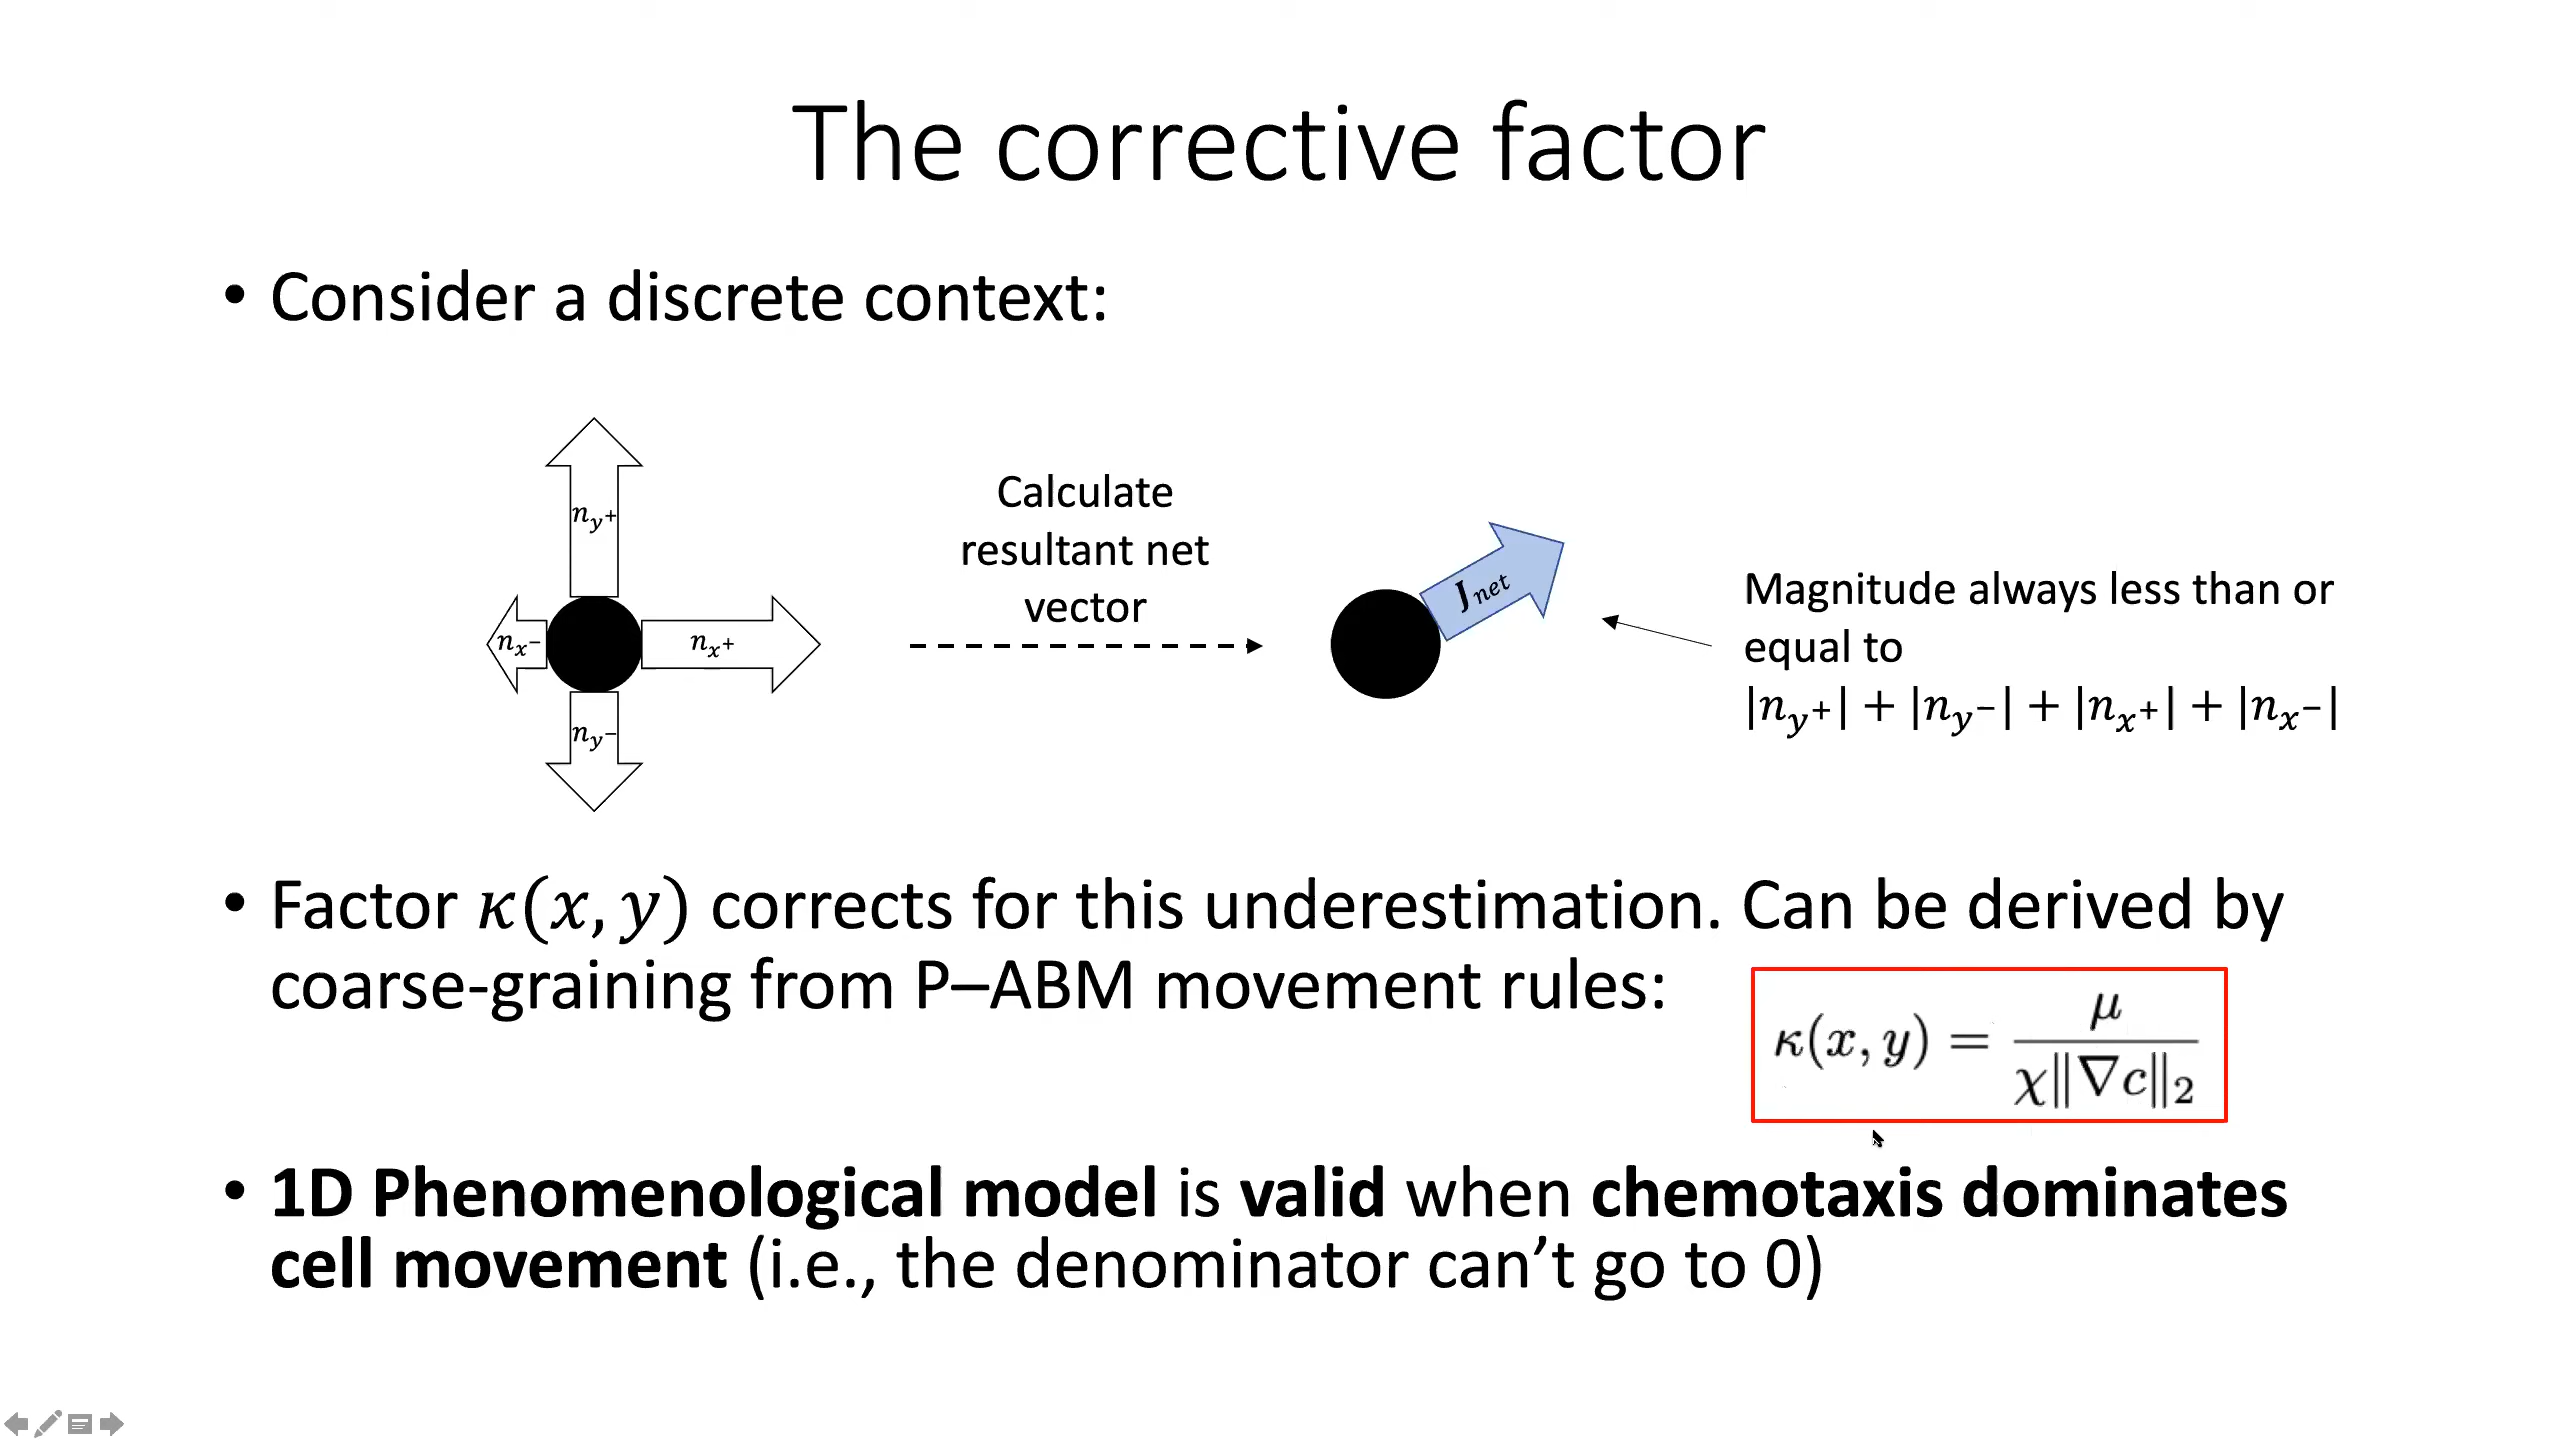 The corrective factor
• Consider a discrete context:
n_{y^+}
n_{x^-}
n_{x^+}
n_{y^-}
Calculate
resultant net
vector
J_{net}
Magnitude always less than or
equal to
|n_{y^+}| + |n_{y^-}| + |n_{x^+}| + |n_{x^-}|
• Factor κ(x, y) corrects for this underestimation. Can be derived by
coarse-graining from P–ABM movement rules:
κ(x, y) = \frac{μ}{χ‖∇c‖_2}
• 1D Phenomenological model is valid when chemotaxis dominates
cell movement (i.e., the denominator can’t go to 0)